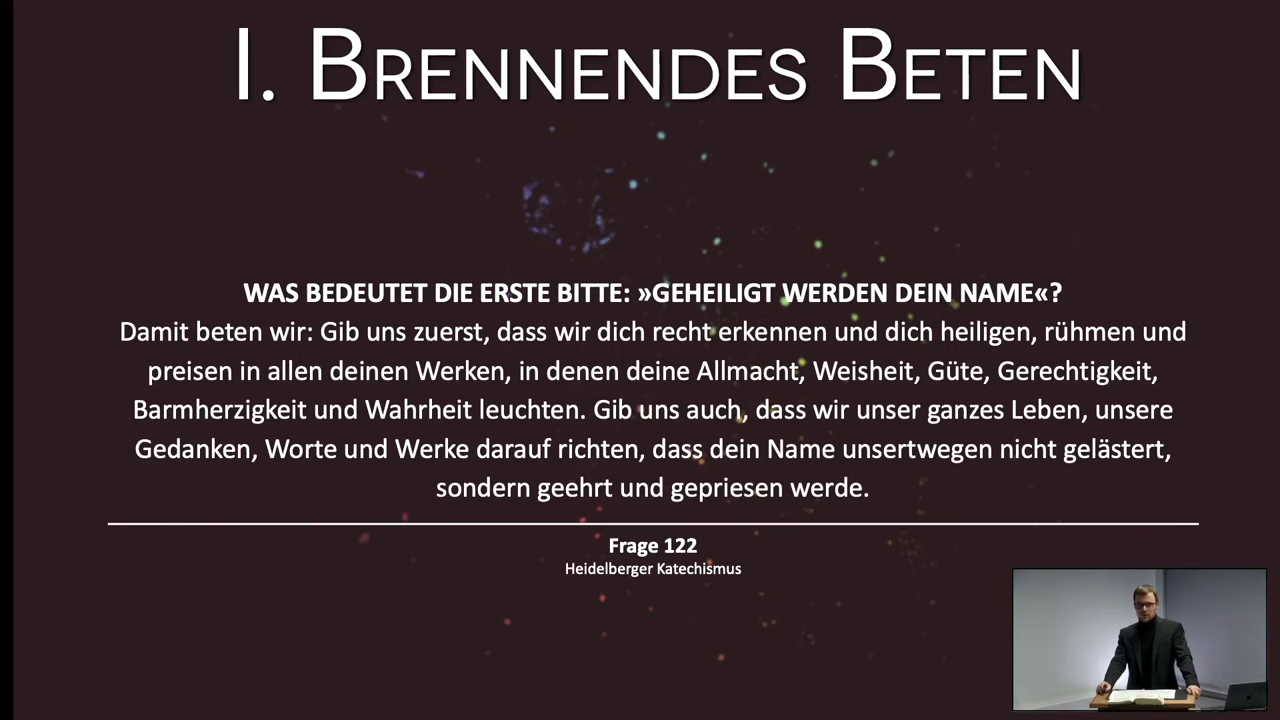 I. BRENNENDES BETEN
WAS BEDEUTET DIE ERSTE BITTE: »GEHEILIGT WERDEN DEIN NAME«?
Damit beten wir: Gib uns zuerst, dass wir dich recht erkennen und dich heiligen, rühmen und
preisen in allen deinen Werken, in denen deine Allmacht, Weisheit, Güte, Gerechtigkeit,
Barmherzigkeit und Wahrheit leuchten. Gib uns auch, dass wir unser ganzes Leben, unsere
Gedanken, Worte und Werke darauf richten, dass dein Name unsertwegen nicht gelästert,
sondern geehrt und gepriesen werde.
Frage 122
Heidelberger Katechismus